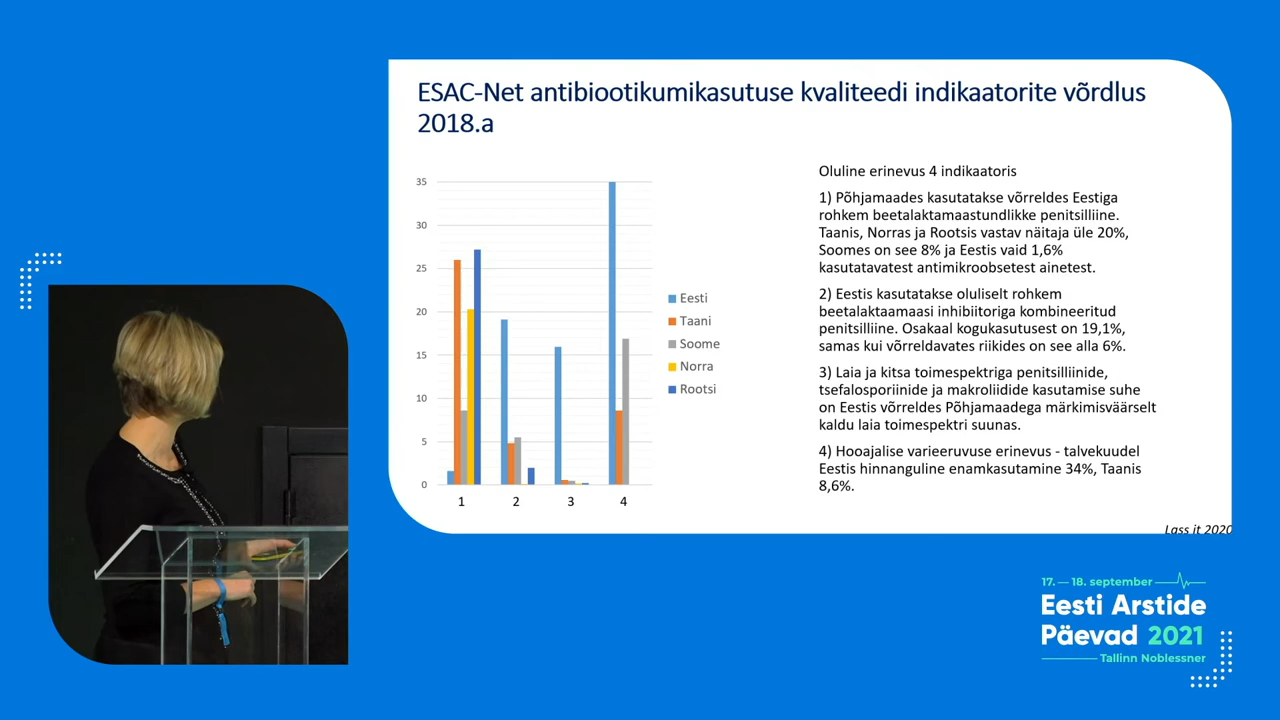 ESAC-Net antibiootikumikasutuse kvaliteedi indikaatorite võrdlus
2018.a
35
30
25
20
15
10
5
0
1
2
3
4
Eesti
Taani
Soome
Norra
Rootsi
Oluline erinevus 4 indikaatoris
1) Põhjamaades kasutatakse võrreldes Eestiga
rohkem beetalaktamaastundlikke penitsilliine.
Taanis, Norras ja Rootsis vastav näitaja üle 20%,
Soomes on see 8% ja Eestis vaid 1,6%
kasutatavatest antimikroobsetest ainetest.
2) Eestis kasutatakse oluliselt rohkem
beetalaktaamaasi inhibiitoriga kombineeritud
penitsilliine. Osakaal kogukasutusest on 19,1%,
samas kui võrreldavates riikides on see alla 6%.
3) Laia ja kitsa toimespektriga penitsilliinide,
tsefalosporiinide ja makroliidide kasutamise suhe
on Eestis võrreldes Põhjamaadega märkimisväärselt
kaldu laia toimespektri suunas.
4) Hooajalise varieeruvuse erinevus - talvekuudel
Eestis hinnanguline enamkasutamine 34%, Taanis
8,6%.
Lass it 2020
17. — 18. september
Eesti Arstide
Päevad 2021
Tallinn Noblessner